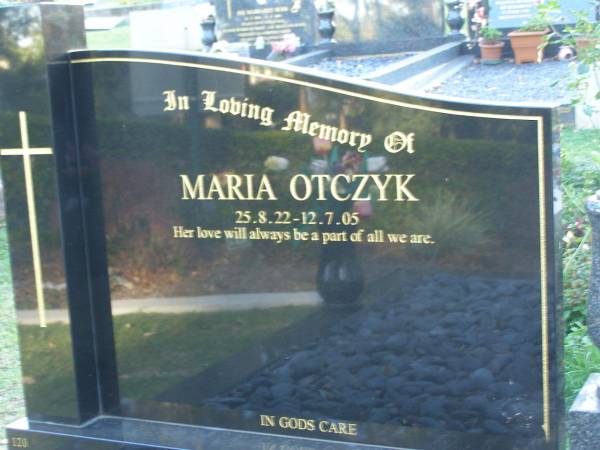 In Loving Memory Of
MARIA OTCZYK
25.8.22-12.7.05
Her love will always be a part of all we are.
IN GODS CARE
120